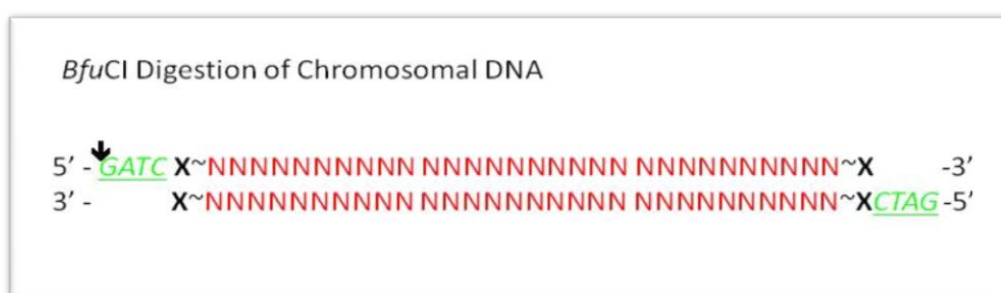 BfuCI Digestion of Chromosomal DNA
5' - GATC X~NNNNNNNNNN NNNNNNNNNN NNNNNNNNNN~X -3'
3' - X~NNNNNNNNNN NNNNNNNNNN NNNNNNNNNN~XCTAG -5'